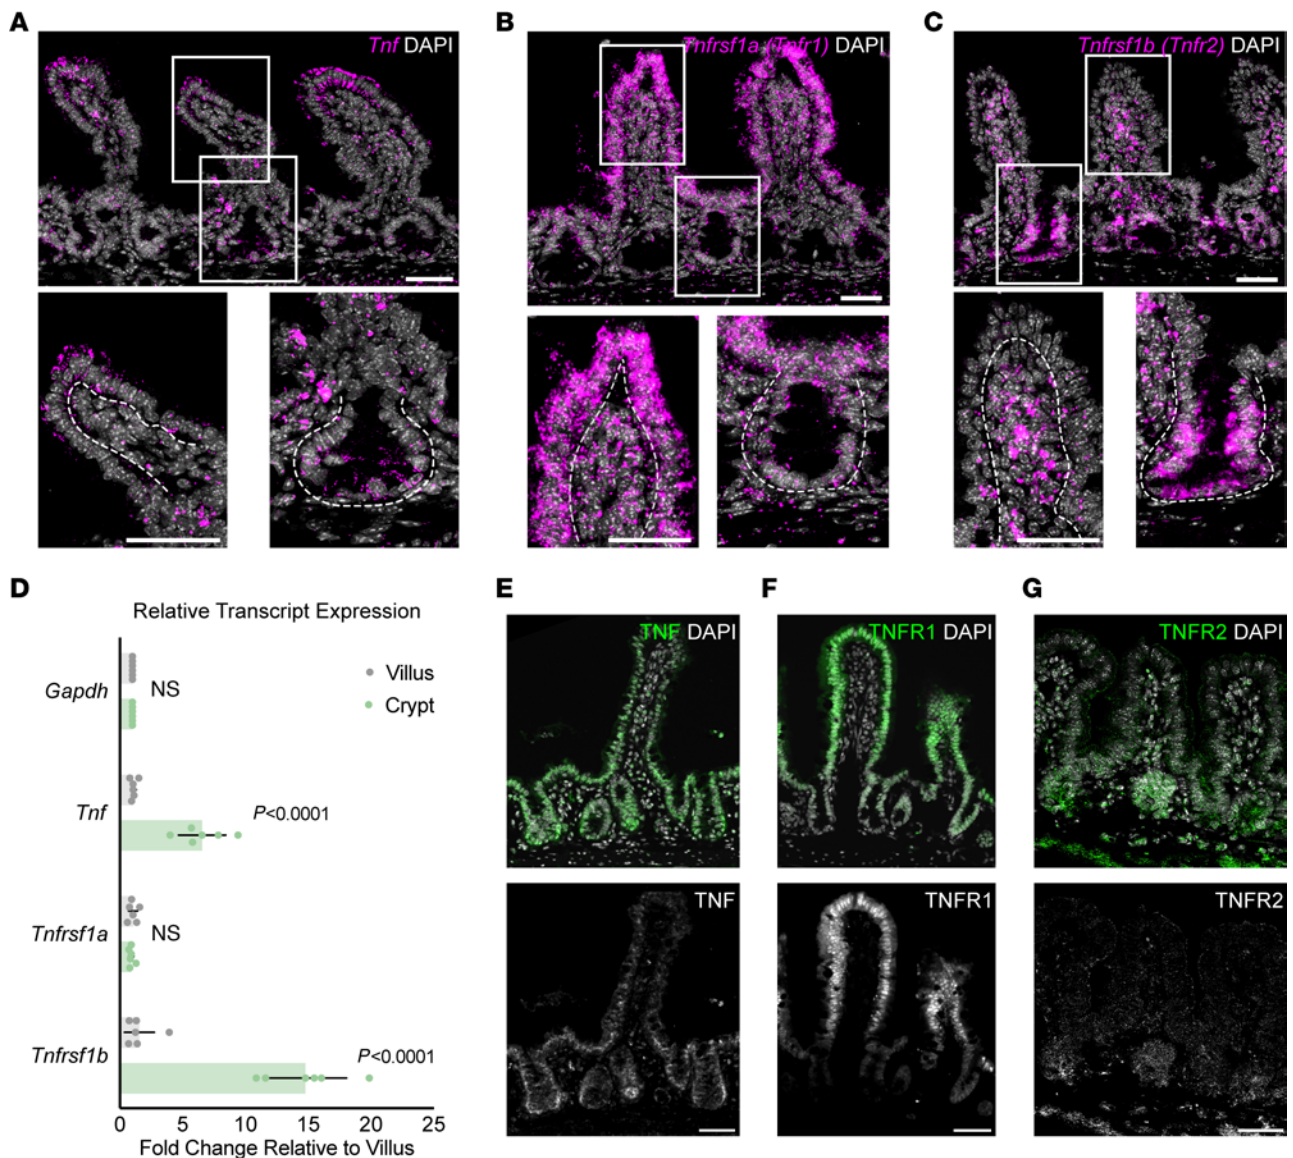 A
Tnf DAPI
B
Tnfrsf1a (Tnfr1) DAPI
C
Tnfrsf1b (Tnfr2) DAPI
D
Relative Transcript Expression
Villus
Crypt
Gapdh
NS
Tnf
P<0.0001
Tnfrsf1a
NS
Tnfrsf1b
P<0.0001
0 5 10 15 20 25
Fold Change Relative to Villus
E
TNF DAPI
TNF
F
TNFR1 DAPI
TNFR1
G
TNFR2 DAPI
TNFR2